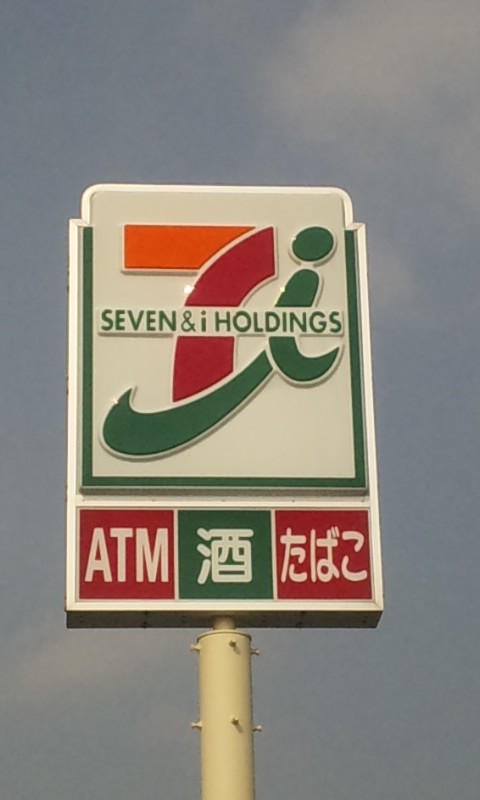 SEVEN & i HOLDINGS
ATM 酒 たばこ